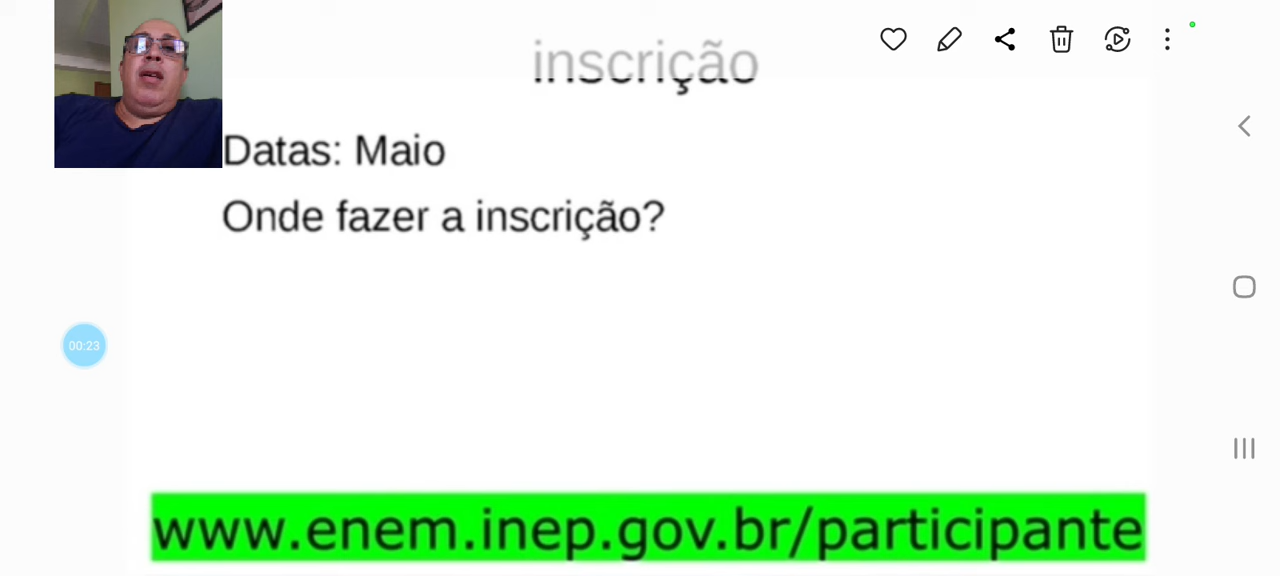 inscrição
Datas: Maio
Onde fazer a inscrição?
00:23
www.enem.inep.gov.br/participante